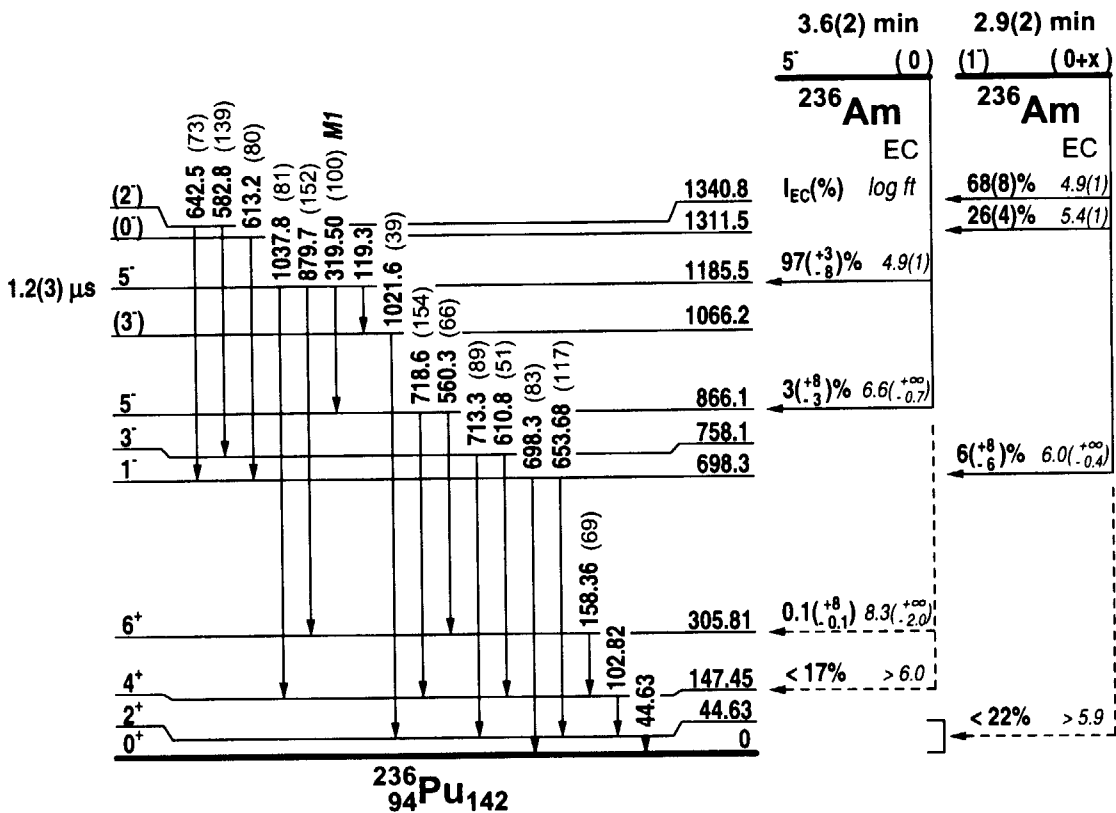 3.6(2) min 2.9(2) min
5⁻ (0) (1⁻) (0+x)
²³⁶Am ²³⁶Am
EC EC
I_EC(%) log ft
642.5 (73)
582.8 (139)
613.2 (80)
1037.8 (81)
879.7 (152)
319.50 (100) M1
119.3
1021.6 (39)
718.6 (154)
560.3 (66)
713.3 (89)
610.8 (51)
698.3 (83)
653.68 (117)
158.36 (69)
102.82
44.63
(2⁻) 1340.8 68(8)% 4.9(1)
(0⁻) 1311.5 26(4)% 5.4(1)
1.2(3) μs 5⁻ 1185.5 97(⁺³₋₈)% 4.9(1)
(3⁻) 1066.2
5⁻ 866.1 3(⁺⁸₋₃)% 6.6(⁺∞₋₀.₇)
3⁻ 758.1
1⁻ 698.3 6(⁺⁸₋₆)% 6.0(⁺∞₋₀.₄)
6⁺ 305.81 0.1(⁺⁸₋₀.₁) 8.3(⁺∞₋₂.₀)
4⁺ 147.45 < 17% > 6.0
2⁺ 44.63 < 22% > 5.9
0⁺ 0
²³⁶₉₄Pu₁₄₂